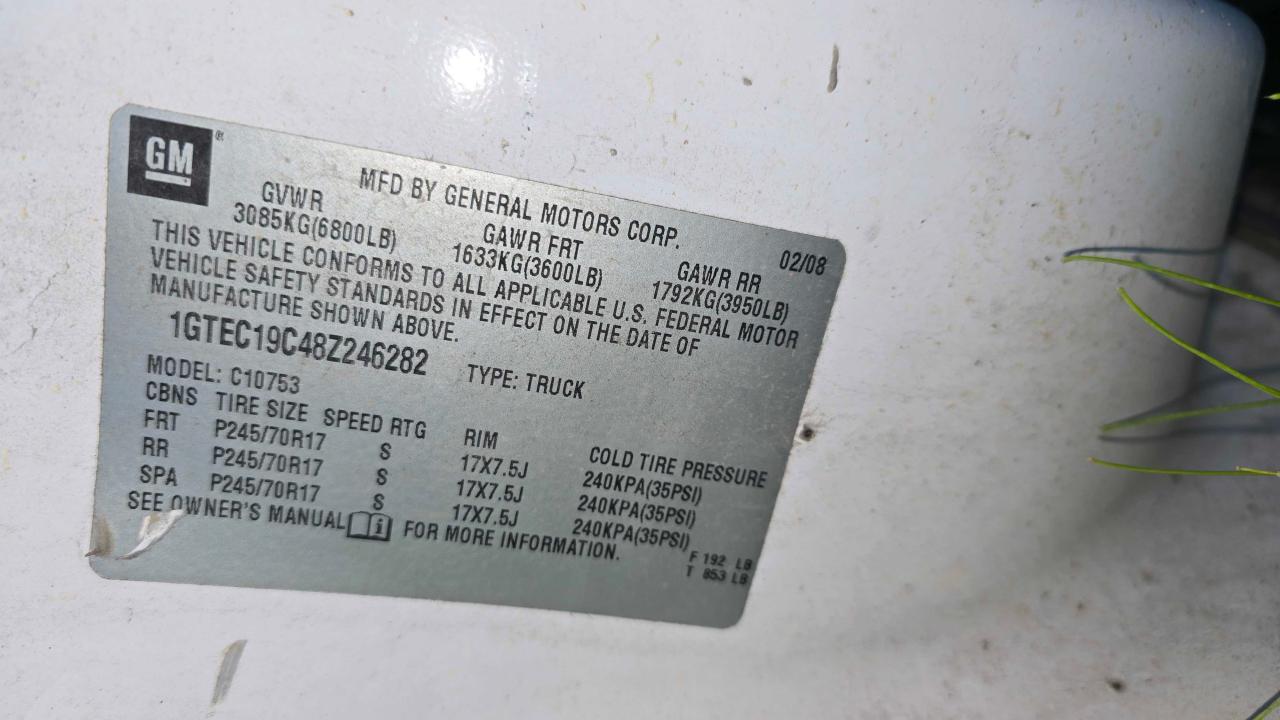 GM®
MFD BY GENERAL MOTORS CORP. 02/08
GVWR GAWR FRT GAWR RR
3085KG(6800LB) 1633KG(3600LB) 1792KG(3950LB)
THIS VEHICLE CONFORMS TO ALL APPLICABLE U.S. FEDERAL MOTOR
VEHICLE SAFETY STANDARDS IN EFFECT ON THE DATE OF
MANUFACTURE SHOWN ABOVE.
1GTEC19C48Z246282 TYPE: TRUCK
MODEL: C10753
CBNS TIRE SIZE SPEED RTG RIM COLD TIRE PRESSURE
FRT P245/70R17 S 17X7.5J 240KPA(35PSI)
RR P245/70R17 S 17X7.5J 240KPA(35PSI)
SPA P245/70R17 S 17X7.5J 240KPA(35PSI)
SEE OWNER'S MANUAL FOR MORE INFORMATION.
F 192 LB
T 853 LB